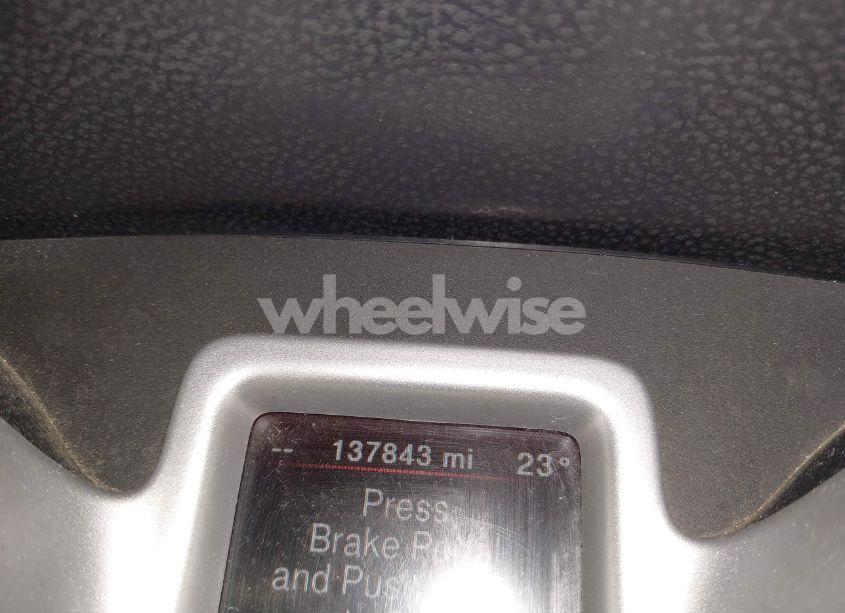 wheelwise
-- 137843 mi 23°
Press
Brake
and